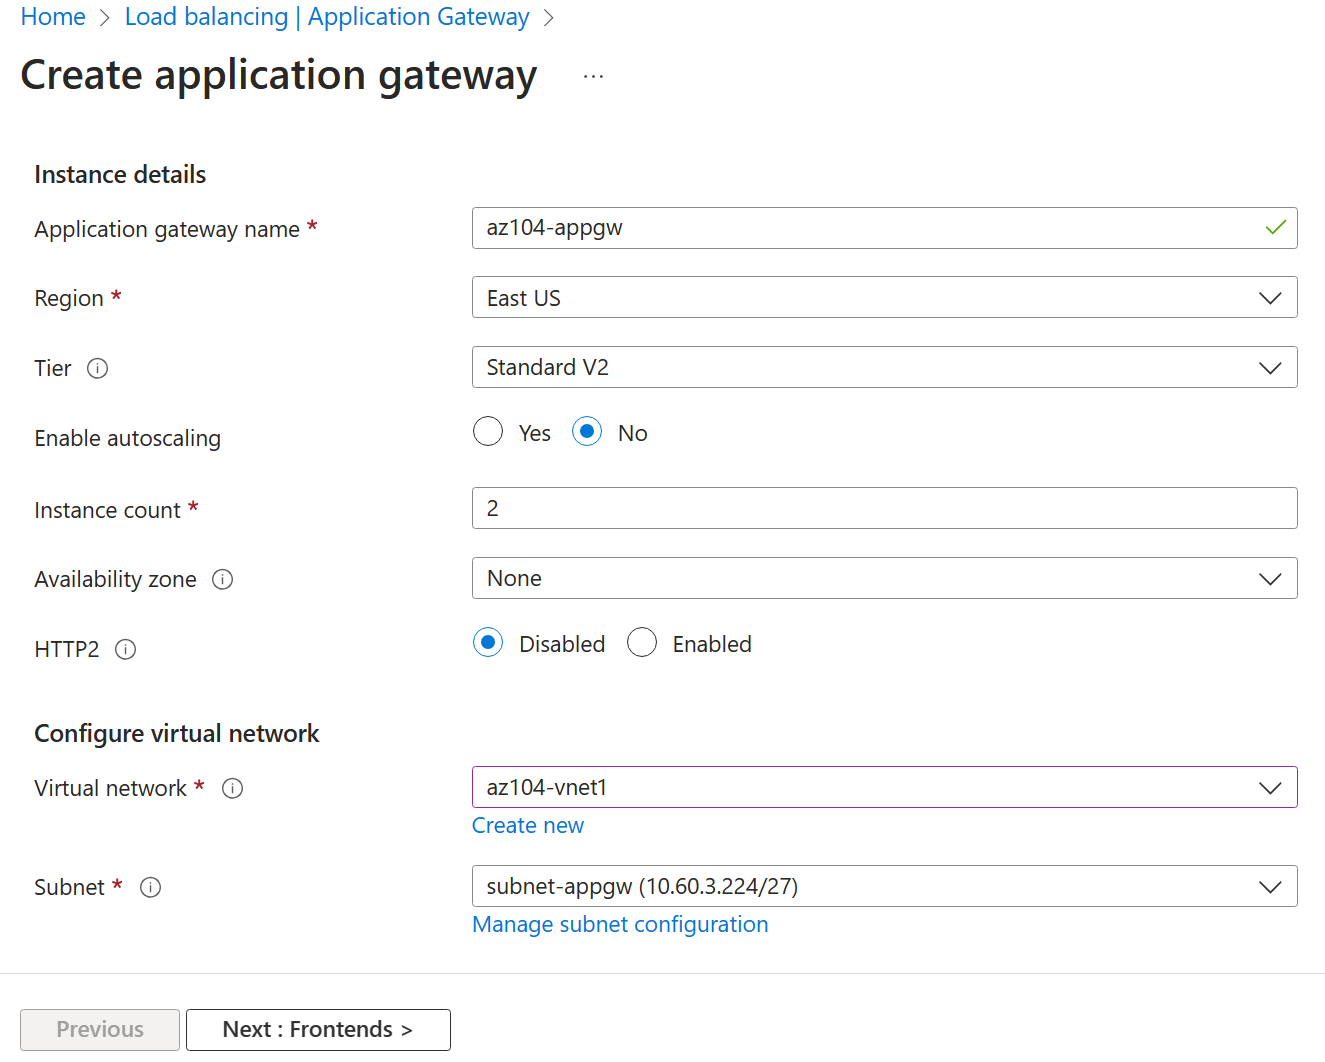 Home > Load balancing | Application Gateway >
Create application gateway ...
Instance details
Application gateway name * az104-appgw
Region * East US
Tier Standard V2
Enable autoscaling Yes No
Instance count * 2
Availability zone None
HTTP2 Disabled Enabled
Configure virtual network
Virtual network * az104-vnet1
Create new
Subnet * subnet-appgw (10.60.3.224/27)
Manage subnet configuration
Previous Next : Frontends >